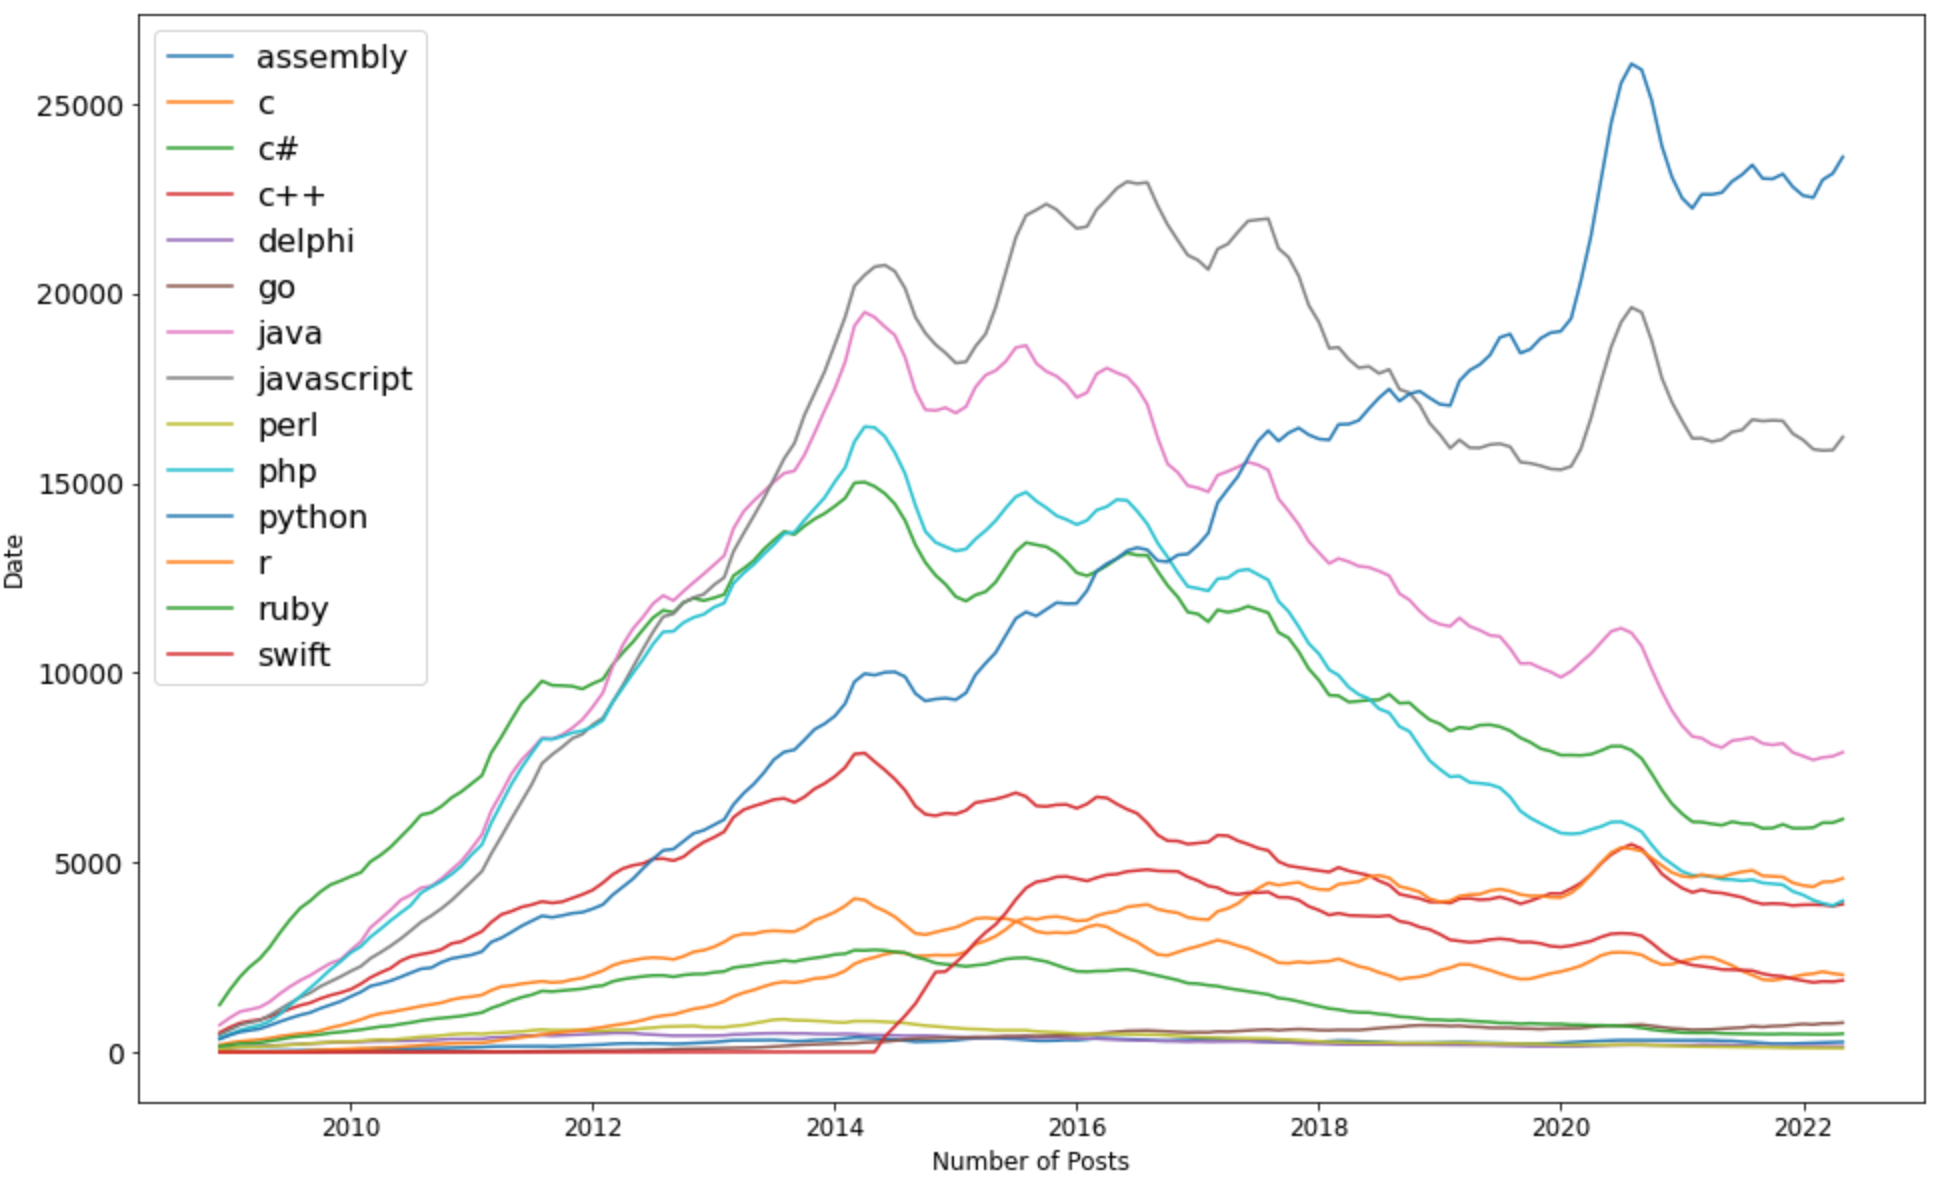 assembly
c
c#
c++
delphi
go
java
javascript
perl
php
python
r
ruby
swift
25000
20000
15000
10000
5000
0
Date
2010 2012 2014 2016 2018 2020 2022
Number of Posts